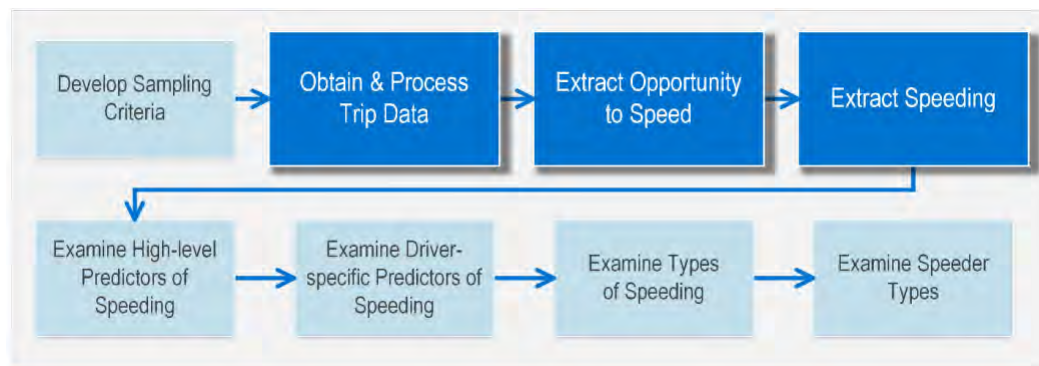 Develop Sampling
Criteria
Obtain & Process
Trip Data
Extract Opportunity
to Speed
Extract Speeding
Examine High-level
Predictors of
Speeding
Examine Driver-
specific Predictors of
Speeding
Examine Types
of Speeding
Examine Speeder
Types